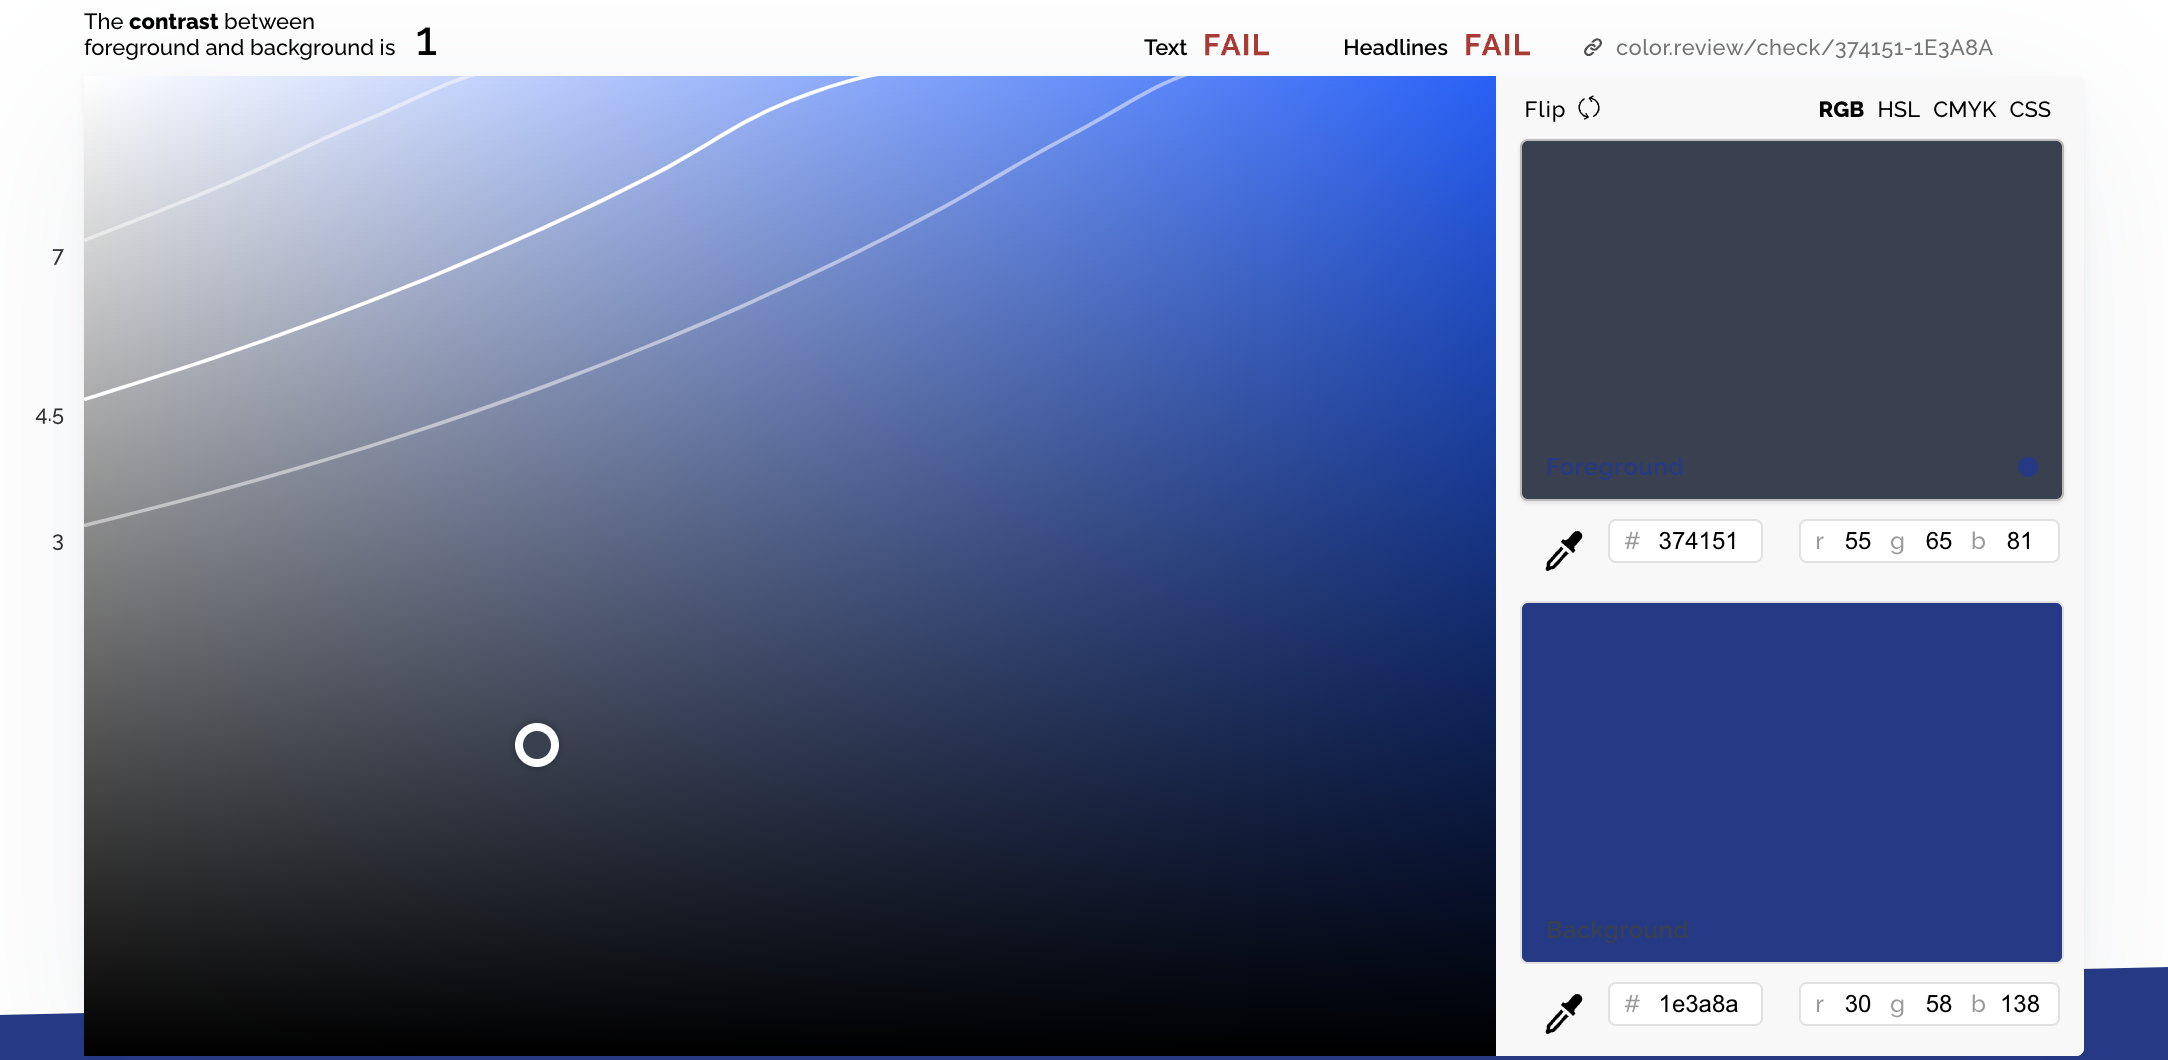 The contrast between
foreground and background is 1
Text FAIL
Headlines FAIL
color.review/check/374151-1E3A8A
7
4.5
3
Flip
RGB HSL CMYK CSS
Foreground
# 374151
r 55 g 65 b 81
Background
# 1e3a8a
r 30 g 58 b 138